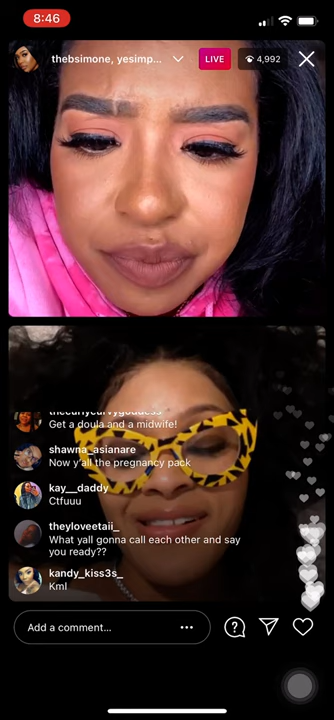 8:46
thebsimone, yesimp...
LIVE
4,992
thecurlycurvygoddess
Get a doula and a midwife!
shawna_asianare
Now y'all the pregnancy pack
kay__daddy
Ctfuuu
theyloveetaii_
What yall gonna call each other and say
you ready??
kandy_kiss3s_
Kml
Add a comment...